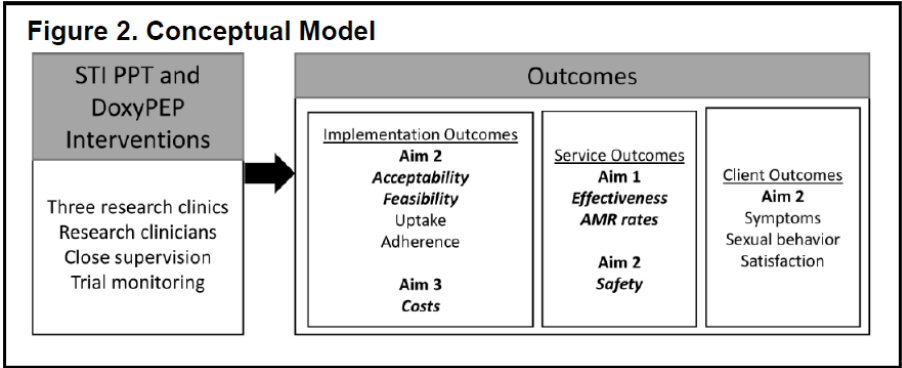 Figure 2. Conceptual Model
STI PPT and
DoxyPEP
Interventions
Three research clinics
Research clinicians
Close supervision
Trial monitoring
Outcomes
Implementation Outcomes
Aim 2
Acceptability
Feasibility
Uptake
Adherence
Aim 3
Costs
Service Outcomes
Aim 1
Effectiveness
AMR rates
Aim 2
Safety
Client Outcomes
Aim 2
Symptoms
Sexual behavior
Satisfaction